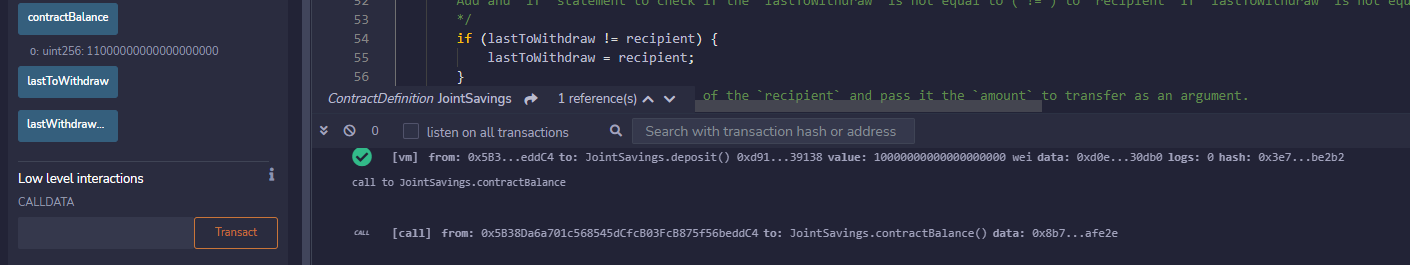 contractBalance
0: uint256: 11000000000000000000
lastToWithdraw
lastWithdraw...
Low level interactions
CALLDATA
Transact
52 Add and `if` statement to check if the `lastToWithdraw` is not equal to (`!=`) to `recipient` If `lastToWithdraw` is not equ
53 */
54 if (lastToWithdraw != recipient) {
55 lastToWithdraw = recipient;
56 }
ContractDefinition JointSavings 1 reference(s) of the `recipient` and pass it the `amount` to transfer as an argument.
0 listen on all transactions Search with transaction hash or address
[vm] from: 0x5B3...eddC4 to: JointSavings.deposit() 0xd91...39138 value: 10000000000000000000 wei data: 0xd0e...30db0 logs: 0 hash: 0x3e7...be2b2
call to JointSavings.contractBalance
CALL [call] from: 0x5B38Da6a701c568545dCfcB03FcB875f56beddC4 to: JointSavings.contractBalance() data: 0x8b7...afe2e